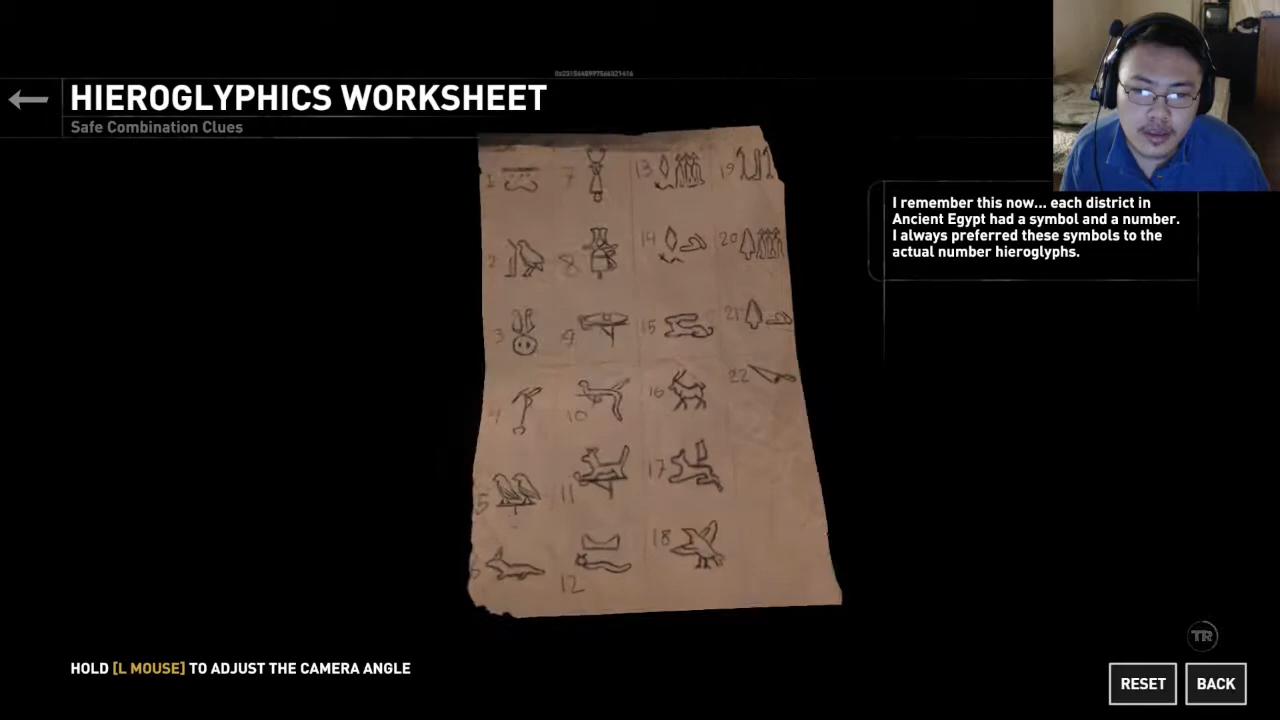 0x2315648997566321416
HIEROGLYPHICS WORKSHEET
Safe Combination Clues
1 7 13 19
2 8 14 20
3 9 15 21
4 10 16 22
5 11 17
6 12 18
I remember this now... each district in
Ancient Egypt had a symbol and a number.
I always preferred these symbols to the
actual number hieroglyphs.
TR
HOLD [L MOUSE] TO ADJUST THE CAMERA ANGLE
RESET BACK